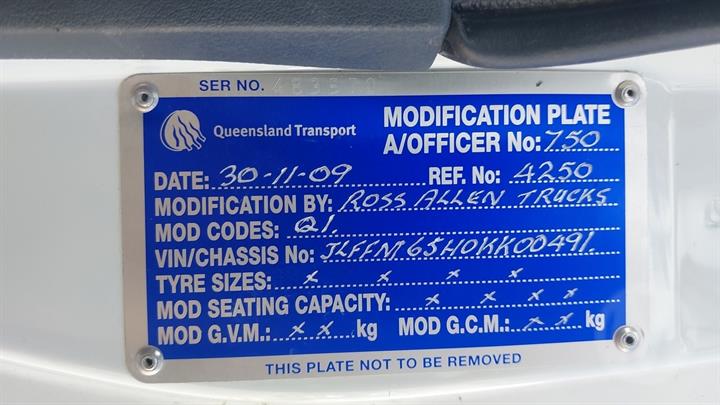 SER NO.
Queensland Transport
MODIFICATION PLATE
A/OFFICER No: 750
DATE: 30-11-09 REF. No: 4250
MODIFICATION BY: ROSS ALLEN TRUCKS
MOD CODES: Q1.
VIN/CHASSIS No: JLFFM65H0KK00491.
TYRE SIZES: x x x x
MOD SEATING CAPACITY: x x x x
MOD G.V.M.: x x kg MOD G.C.M.: x x kg
THIS PLATE NOT TO BE REMOVED